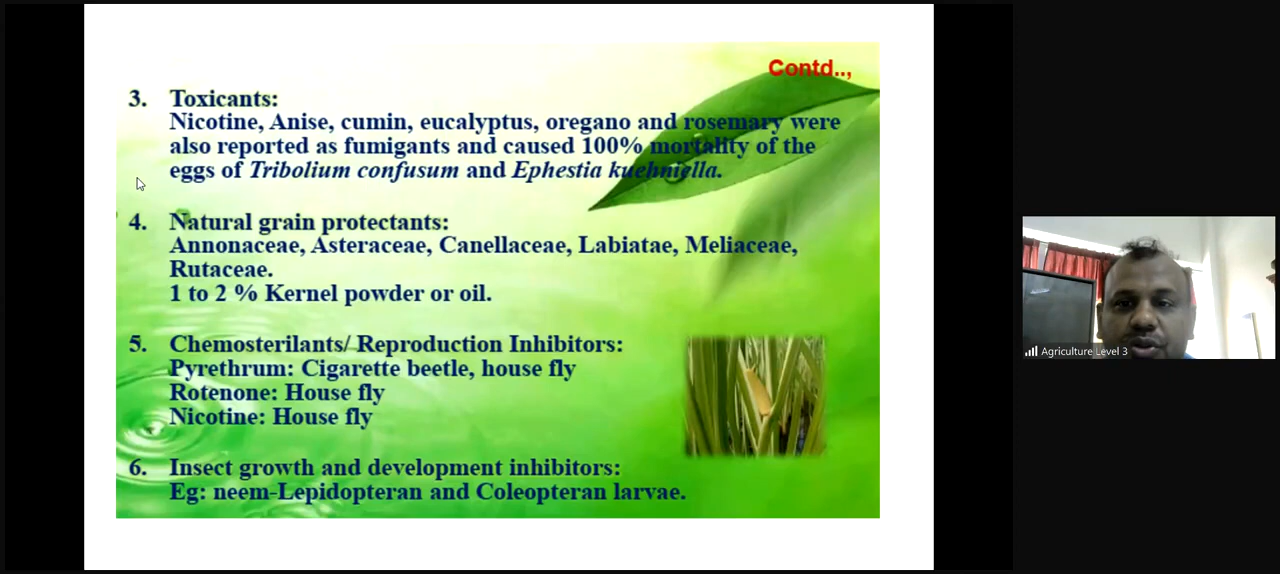 Contd..,
3. Toxicants:
Nicotine, Anise, cumin, eucalyptus, oregano and rosemary were
also reported as fumigants and caused 100% mortality of the
eggs of Tribolium confusum and Ephestia kuehniella.
4. Natural grain protectants:
Annonaceae, Asteraceae, Canellaceae, Labiatae, Meliaceae,
Rutaceae.
1 to 2 % Kernel powder or oil.
5. Chemosterilants/ Reproduction Inhibitors:
Pyrethrum: Cigarette beetle, house fly
Rotenone: House fly
Nicotine: House fly
6. Insect growth and development inhibitors:
Eg: neem-Lepidopteran and Coleopteran larvae.
Agriculture Level 3